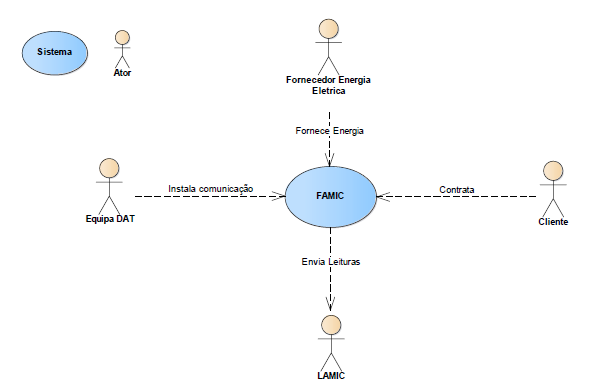 Sistema
Ator
Fornecedor Energia
Eletrica
Fornece Energia
Equipa DAT
Instala comunicação
FAMIC
Contrata
Cliente
Envia Leituras
LAMIC